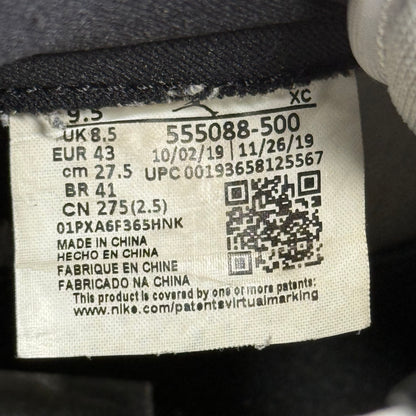 9.5 XC
UK 8.5 555088-500
EUR 43 10/02/19 | 11/26/19
cm 27.5 UPC 00193658125567
BR 41
CN 275(2.5)
01PXA6F365HNK
MADE IN CHINA
HECHO EN CHINA
FABRIQUE EN CHINE
FABRICADO NA CHINA
This product is covered by one or more patents:
www.nike.com/patentsvirtualmarking